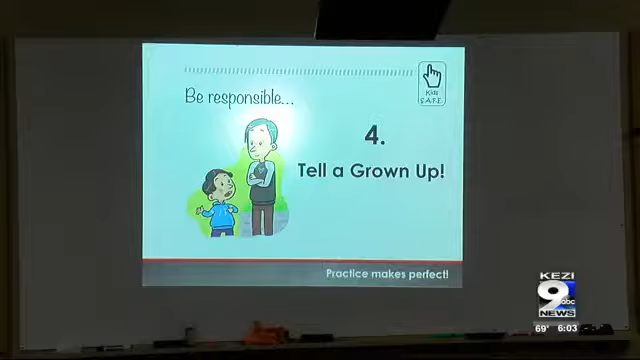 Be responsible...
Kids
S.A.F.E.
4.
Tell a Grown Up!
Practice makes perfect!
KEZI
9 abc
NEWS
69° 6:03